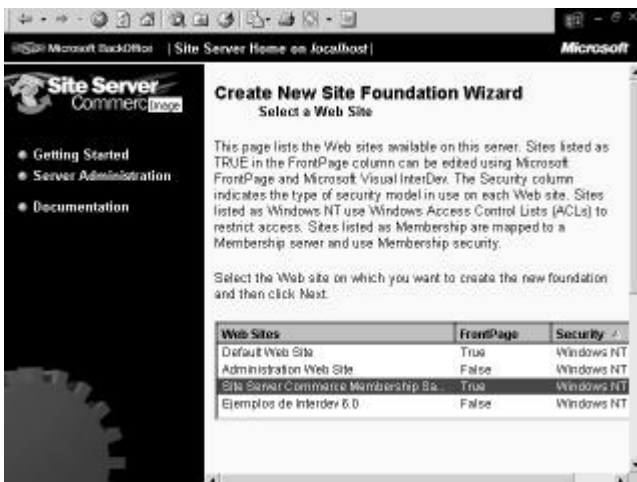 Microsoft BackOffice | Site Server Home on localhost |
Microsoft
Site Server
Commerc Image
Getting Started
Server Administration
Documentation
Create New Site Foundation Wizard
Select a Web Site
This page lists the Web sites available on this server. Sites listed as
TRUE in the FrontPage column can be edited using Microsoft
FrontPage and Microsoft Visual InterDev. The Security column
indicates the type of security model in use on each Web site. Sites
listed as Windows NT use Windows Access Control Lists (ACLs) to
restrict access. Sites listed as Membership are mapped to a
Membership server and use Membership security.
Select the Web site on which you want to create the new foundation
and then click Next.
Web Sites FrontPage Security
Default Web Site True Windows NT
Administration Web Site False Windows NT
Site Server Commerce Membership Sa... True Windows NT
Ejemplos de Interdev 6.0 False Windows NT